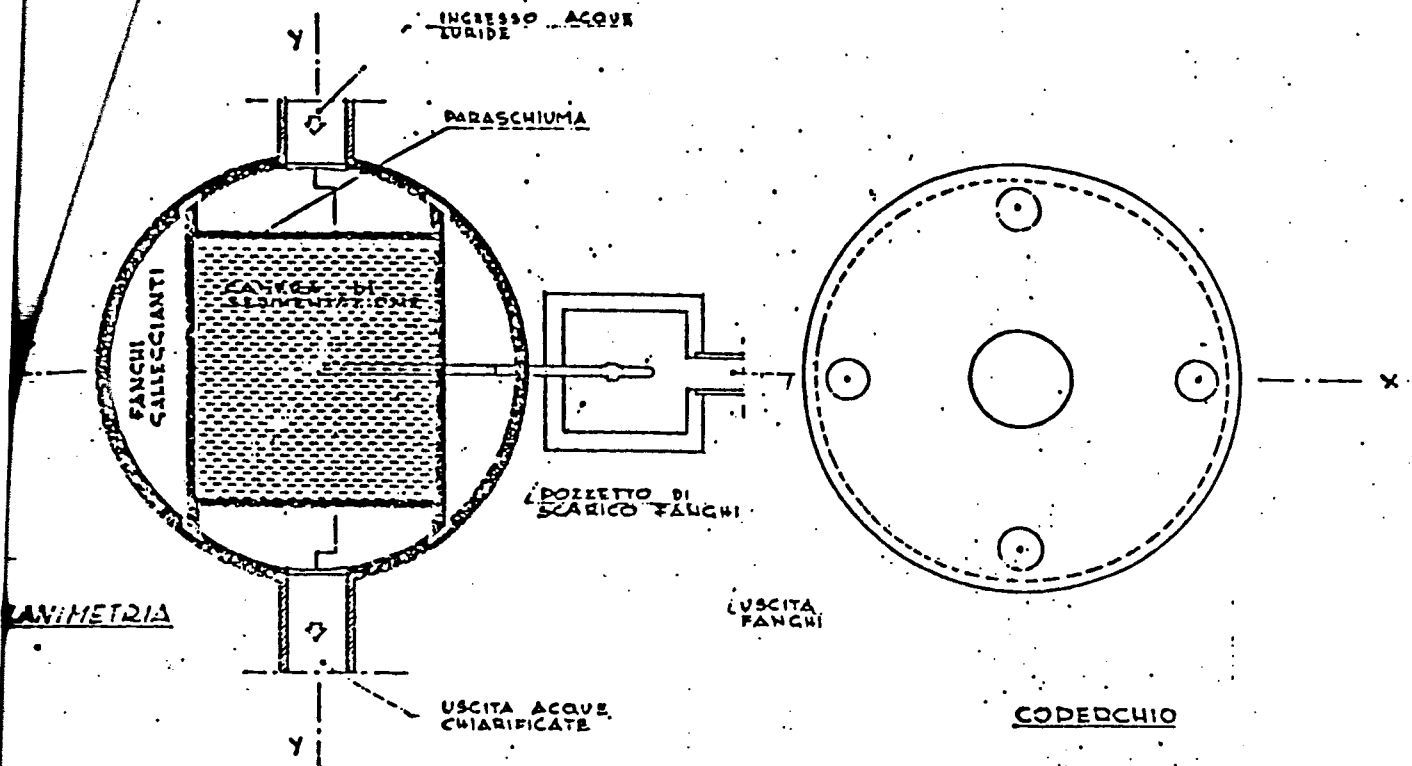 Y
INGRESSO ACQUE
LURIDE
PARASCHIUMA
CAMERA DI
SEDIMENTAZIONE
FANGHI
GALLEGGIANTI
X
POZZETTO DI
SCARICO FANGHI
USCITA
FANGHI
LANIMETRIA
USCITA ACQUE
CHIARIFICATE
COPERCHIO
Y